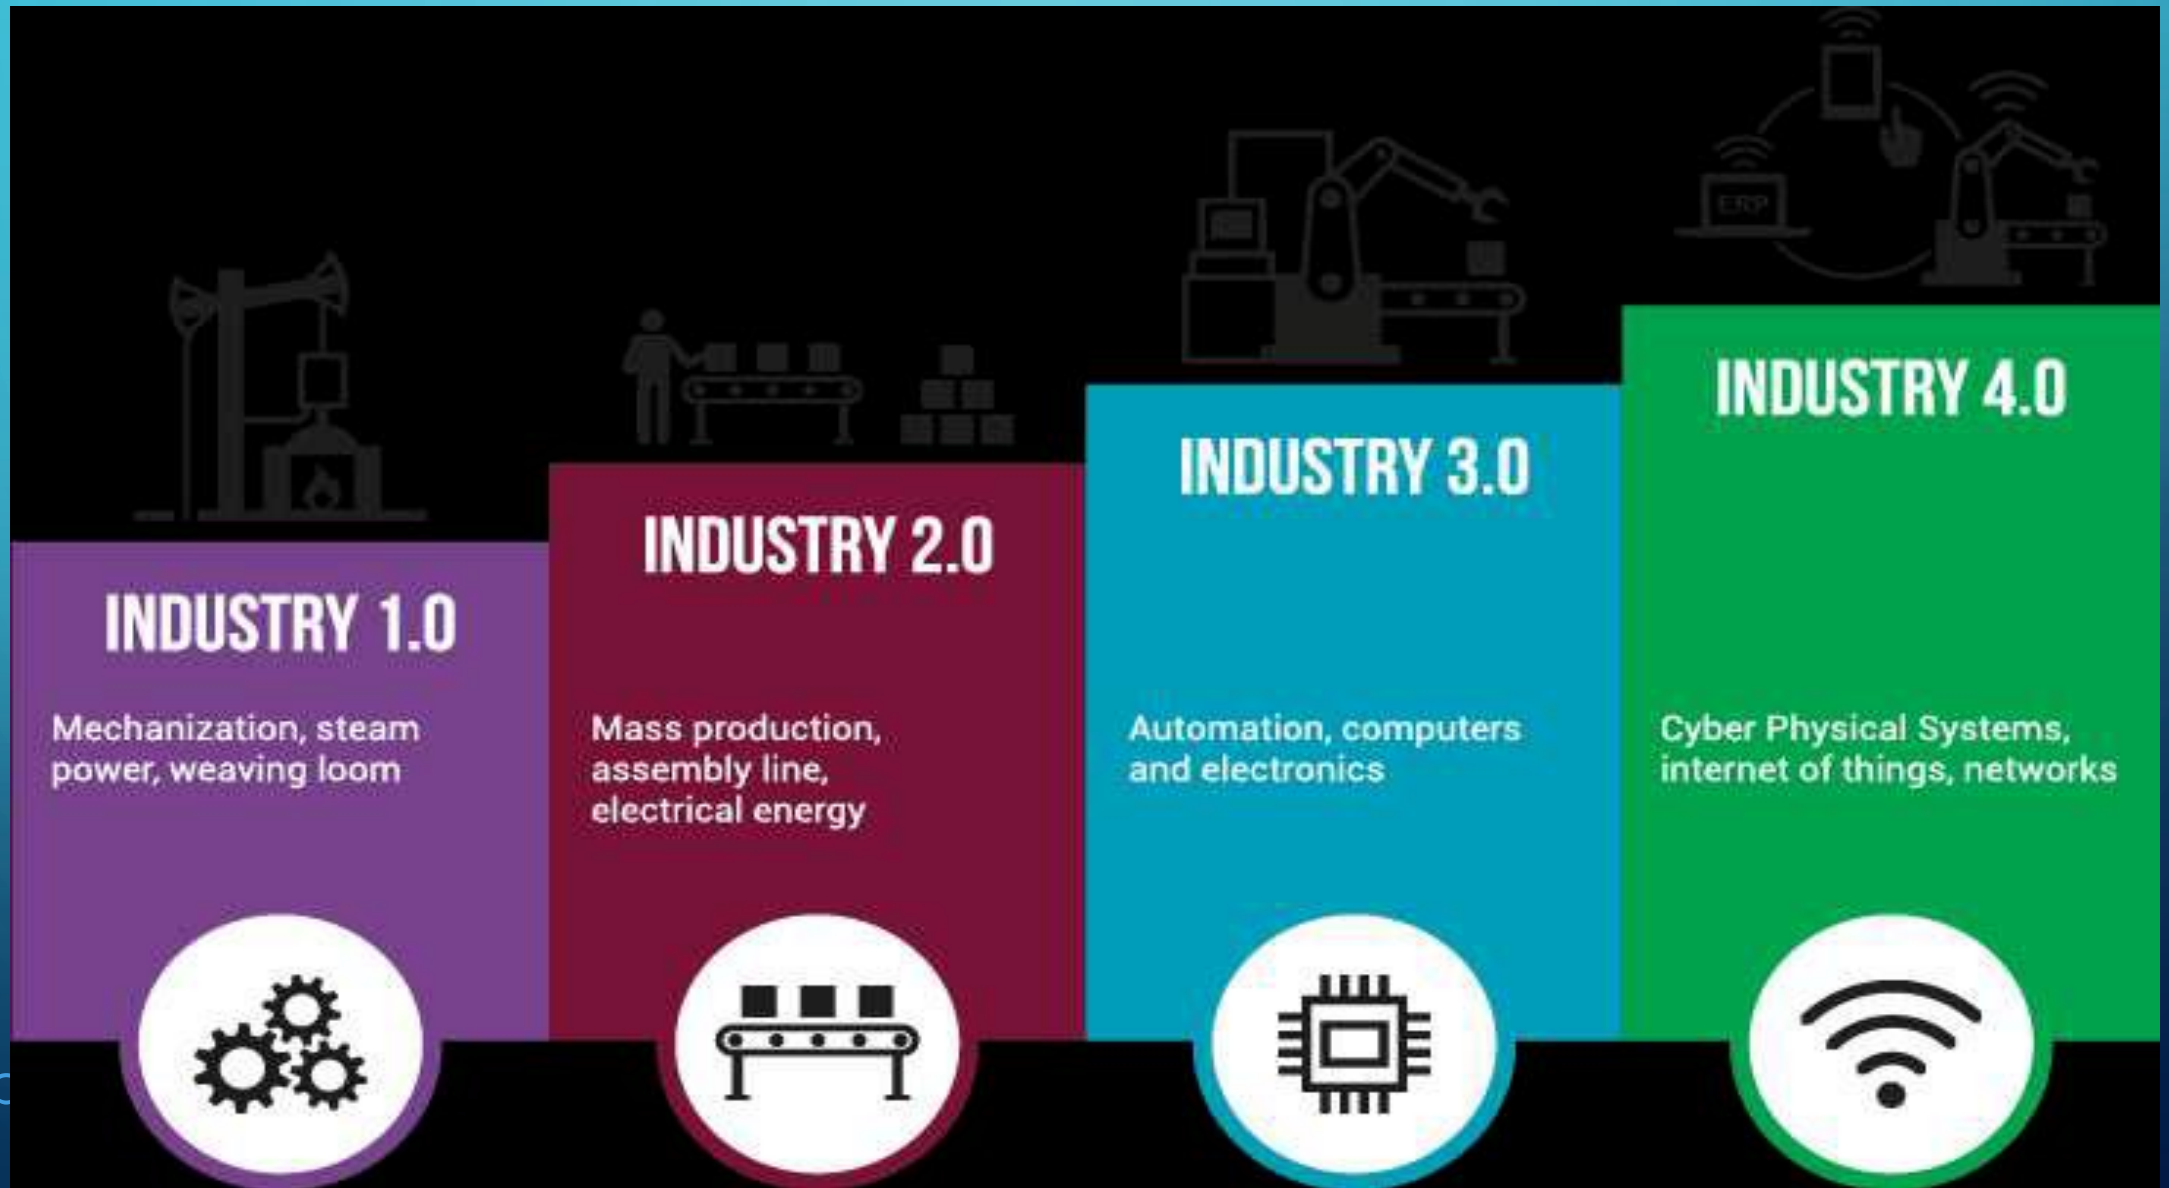 ERP
INDUSTRY 1.0
Mechanization, steam
power, weaving loom
INDUSTRY 2.0
Mass production,
assembly line,
electrical energy
INDUSTRY 3.0
Automation, computers
and electronics
INDUSTRY 4.0
Cyber Physical Systems,
internet of things, networks